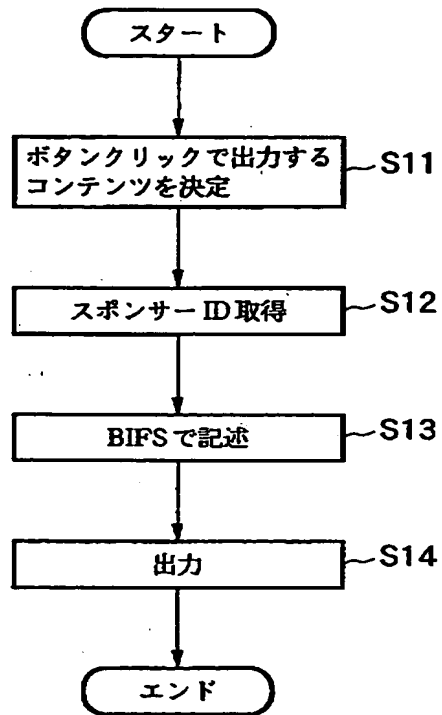 スタート
ボタンクリックで出力する
コンテンツを決定
S11
スポンサーID取得
S12
BIFSで記述
S13
出力
S14
エンド